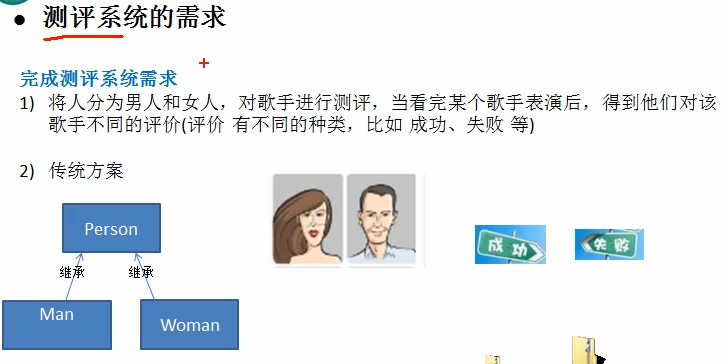 ● 测评系统的需求
完成测评系统需求
1) 将人分为男人和女人，对歌手进行测评，当看完某个歌手表演后，得到他们对该
歌手不同的评价(评价 有不同的种类，比如 成功、失败 等)
2) 传统方案
Person
继承 继承
Man
Woman
成功
失败